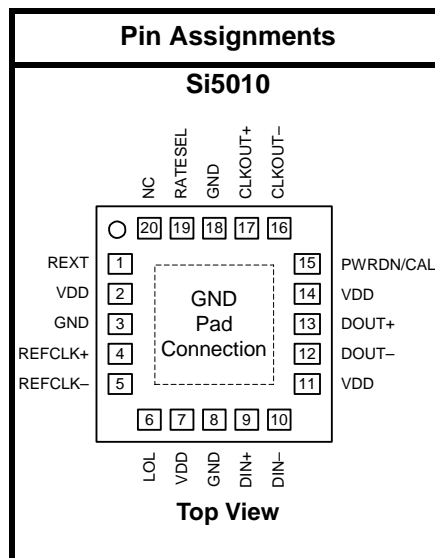 Pin Assignments
Si5010
NC
RATESEL
GND
CLKOUT+
CLKOUT–
20 19 18 17 16
REXT 1
VDD 2
GND 3
REFCLK+ 4
REFCLK– 5
GND
Pad
Connection
15 PWRDN/CAL
14 VDD
13 DOUT+
12 DOUT–
11 VDD
6 7 8 9 10
LOL
VDD
GND
DIN+
DIN–
Top View